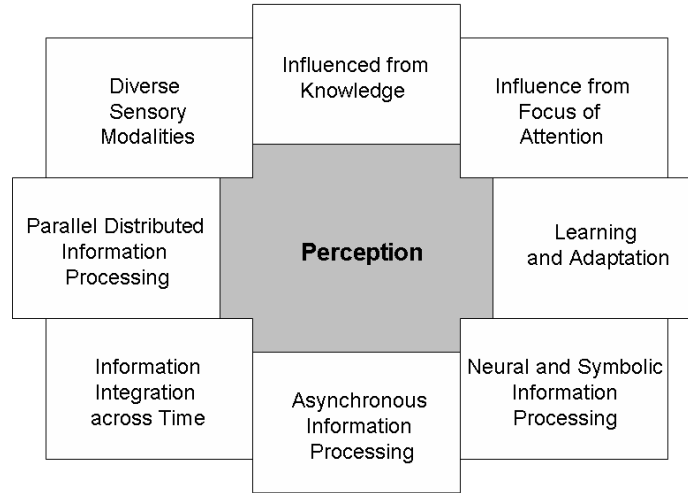 Influenced from
Knowledge
Diverse
Sensory
Modalities
Influence from
Focus of
Attention
Parallel Distributed
Information
Processing
Perception
Learning
and Adaptation
Information
Integration
across Time
Asynchronous
Information
Processing
Neural and Symbolic
Information
Processing